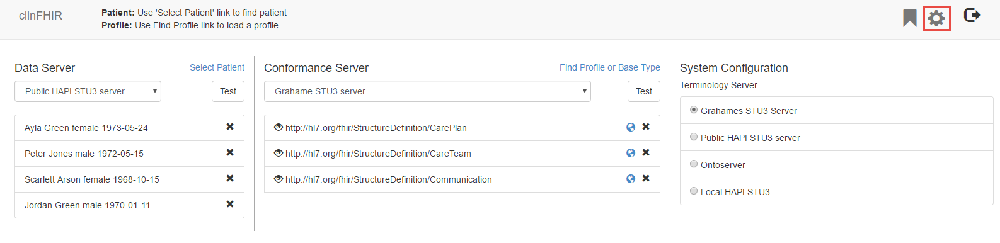 clinFHIR
Patient: Use 'Select Patient' link to find patient
Profile: Use Find Profile link to load a profile
Data Server
Select Patient
Public HAPI STU3 server
Test
Ayla Green female 1973-05-24
Peter Jones male 1972-05-15
Scarlett Arson female 1968-10-15
Jordan Green male 1970-01-11
Conformance Server
Find Profile or Base Type
Grahame STU3 server
Test
http://hl7.org/fhir/StructureDefinition/CarePlan
http://hl7.org/fhir/StructureDefinition/CareTeam
http://hl7.org/fhir/StructureDefinition/Communication
System Configuration
Terminology Server
Grahames STU3 Server
Public HAPI STU3 server
Ontoserver
Local HAPI STU3